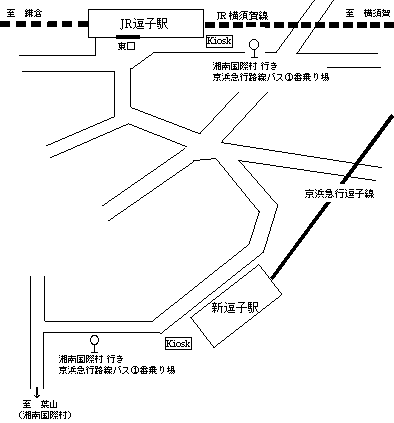 至 鎌倉
JR逗子駅
JR 横須賀線
至 横須賀
東口
Kiosk
湘南国際村 行き
京浜急行路線バス①番乗り場
京浜急行逗子線
新逗子駅
Kiosk
湘南国際村 行き
京浜急行路線バス①番乗り場
至 葉山
(湘南国際村)